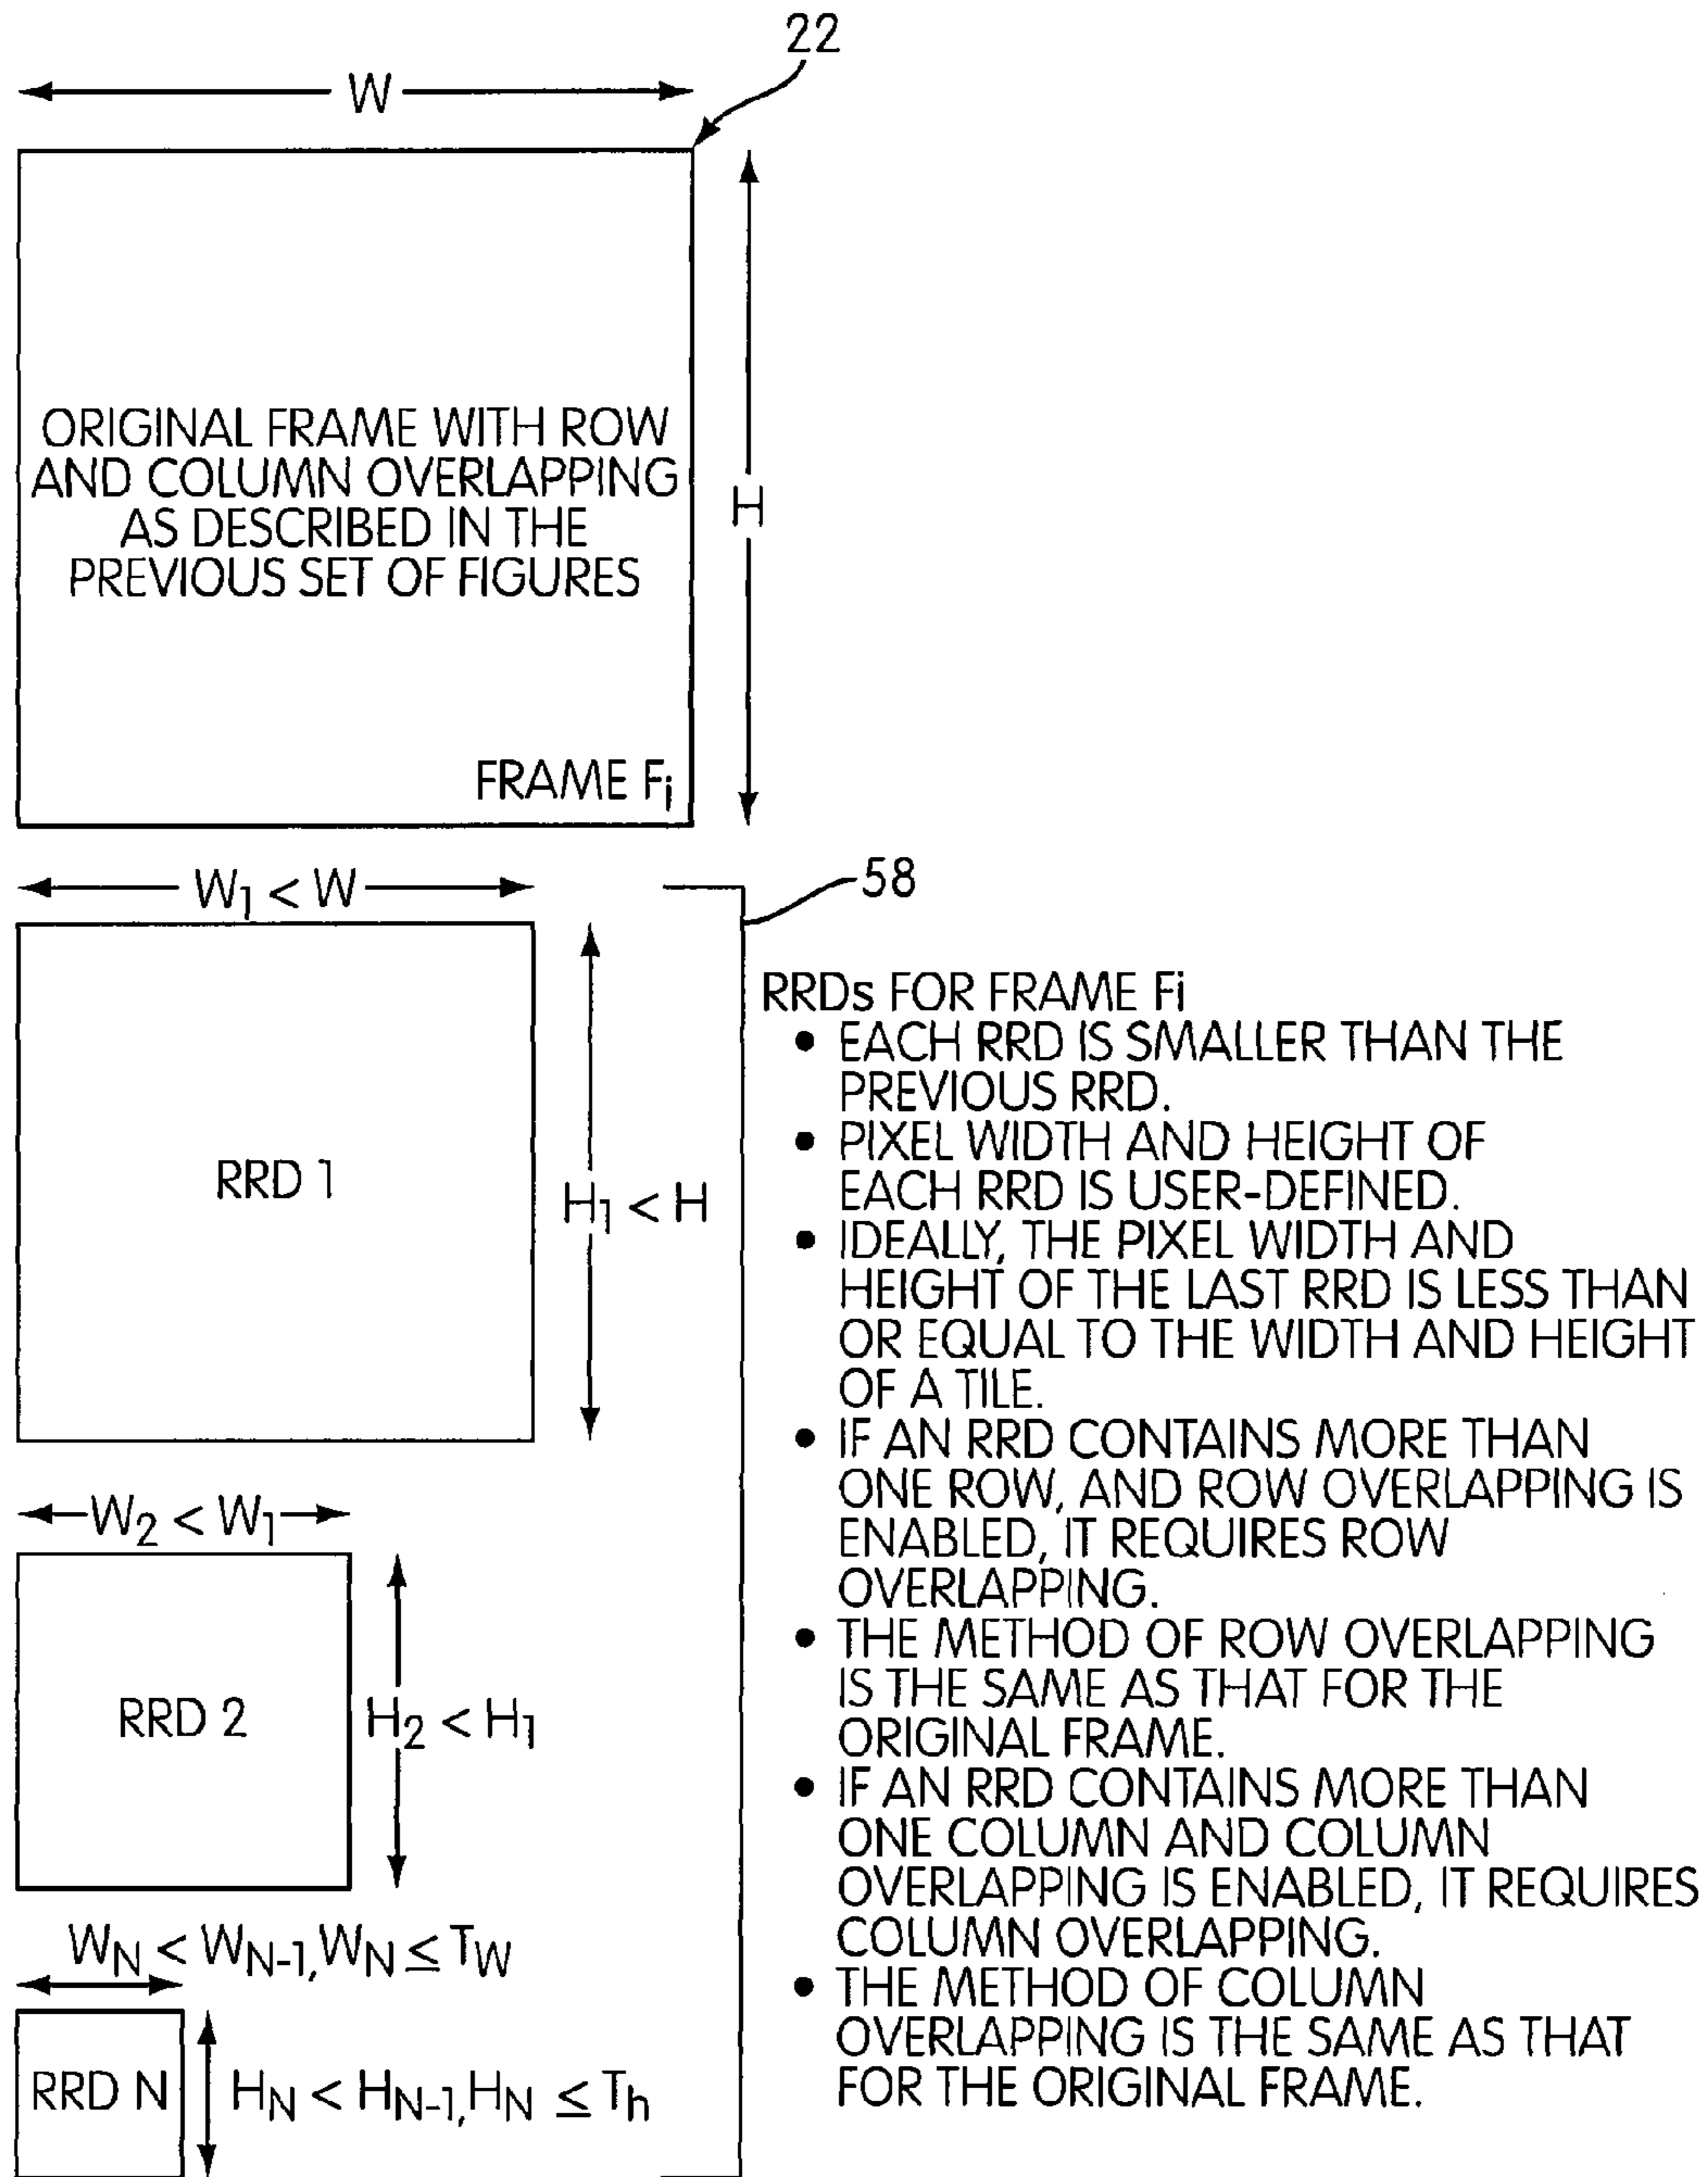 22
W
H
ORIGINAL FRAME WITH ROW
AND COLUMN OVERLAPPING
AS DESCRIBED IN THE
PREVIOUS SET OF FIGURES
FRAME Fi
W1 < W
58
RRD 1
H1 < H
W2 < W1
RRD 2
H2 < H1
WN < WN-1, WN ≤ TW
RRD N
HN < HN-1, HN ≤ Th
RRDs FOR FRAME Fi
• EACH RRD IS SMALLER THAN THE
PREVIOUS RRD.
• PIXEL WIDTH AND HEIGHT OF
EACH RRD IS USER-DEFINED.
• IDEALLY, THE PIXEL WIDTH AND
HEIGHT OF THE LAST RRD IS LESS THAN
OR EQUAL TO THE WIDTH AND HEIGHT
OF A TILE.
• IF AN RRD CONTAINS MORE THAN
ONE ROW, AND ROW OVERLAPPING IS
ENABLED, IT REQUIRES ROW
OVERLAPPING.
• THE METHOD OF ROW OVERLAPPING
IS THE SAME AS THAT FOR THE
ORIGINAL FRAME.
• IF AN RRD CONTAINS MORE THAN
ONE COLUMN AND COLUMN
OVERLAPPING IS ENABLED, IT REQUIRES
COLUMN OVERLAPPING.
• THE METHOD OF COLUMN
OVERLAPPING IS THE SAME AS THAT
FOR THE ORIGINAL FRAME.